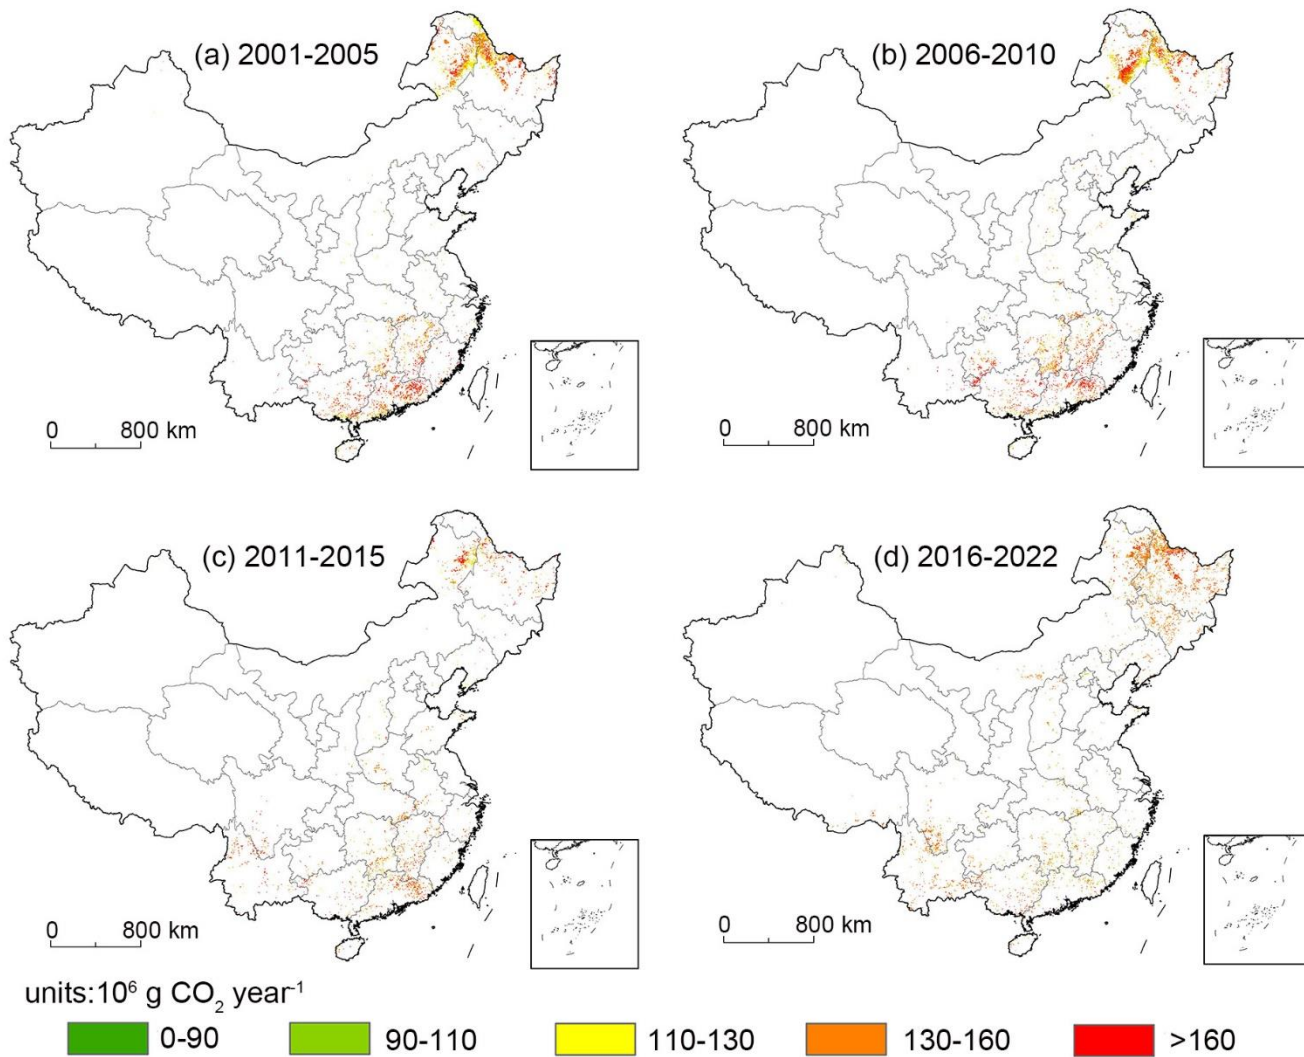 (a) 2001-2005
(b) 2006-2010
0 800 km
0 800 km
(c) 2011-2015
(d) 2016-2022
0 800 km
0 800 km
units:10⁶ g CO₂ year⁻¹
0-90 90-110 110-130 130-160 >160